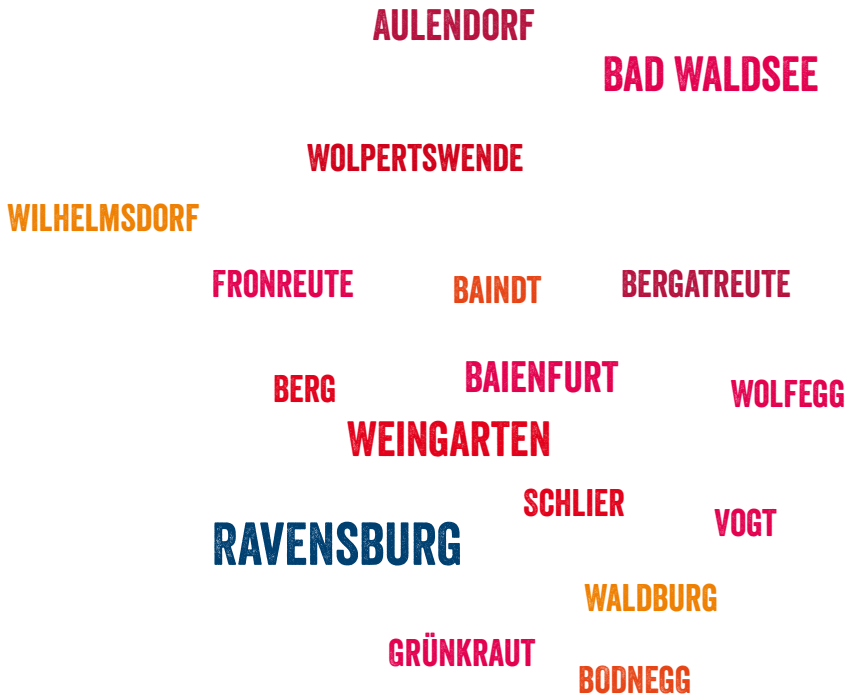 AULENDORF
BAD WALDSEE
WOLPERTSWENDE
WILHELMSDORF
FRONREUTE
BAINDT
BERGATREUTE
BERG
BAIENFURT
WOLFEGG
WEINGARTEN
SCHLIER
VOGT
RAVENSBURG
WALDBURG
GRÜNKRAUT
BODNEGG